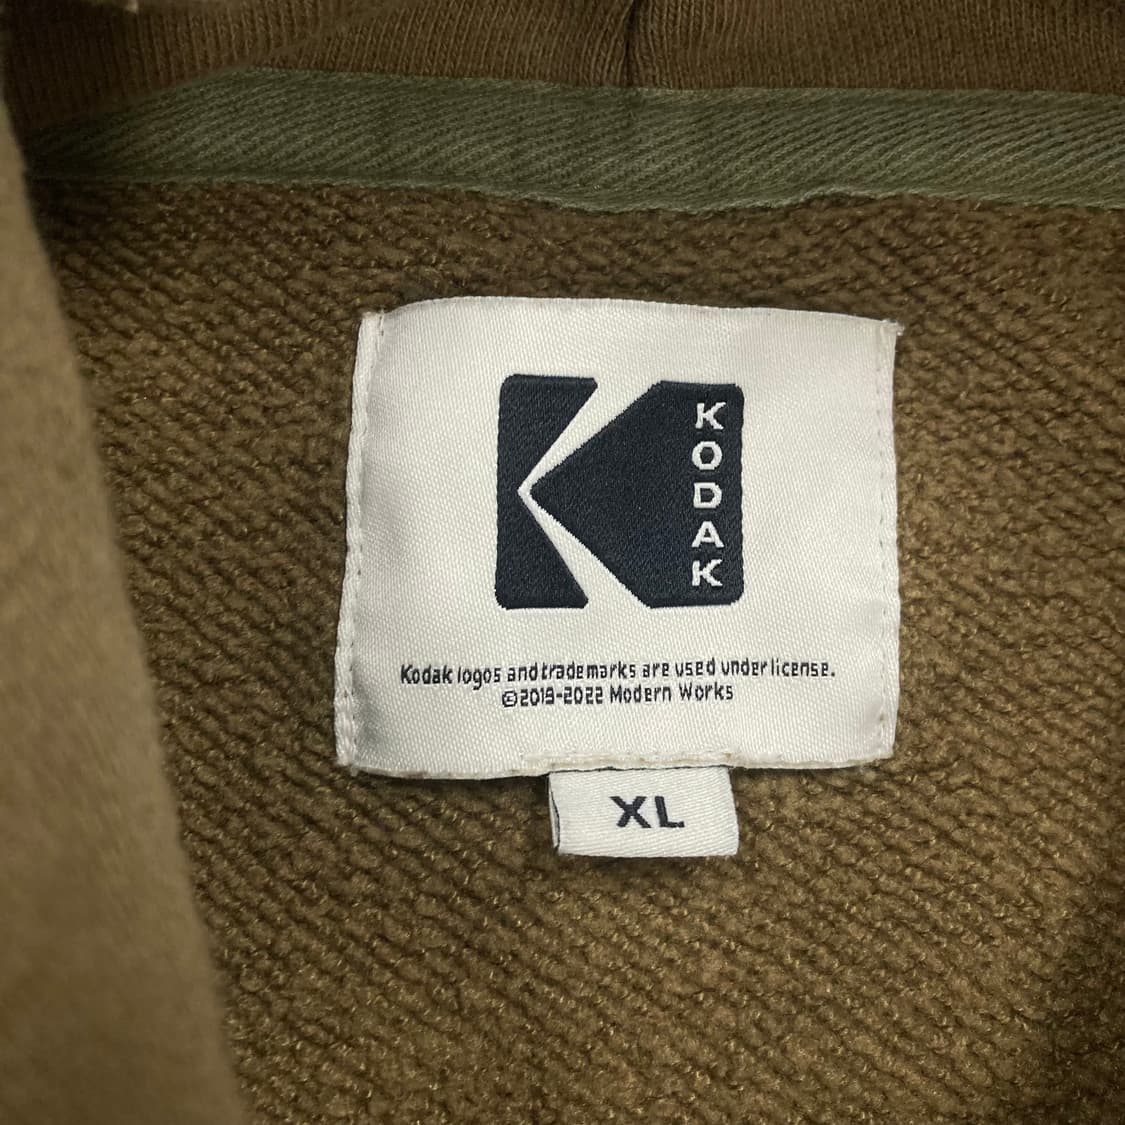 KODAK
Kodak logos and trademarks are used under license.
©2019-2022 Modern Works
XL